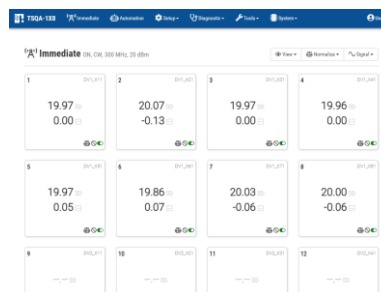 TSQA-1X8 Immediate Automation Setup Diagnostic Tools System
Immediate ON, CW, 300 MHz, 20 dBm View Normalize Signal
1 2 3 4
19.97 20.07 19.97 19.96
0.00 -0.13 0.00 0.00
5 6 7 8
19.97 19.86 20.03 20.00
0.05 0.07 -0.06 -0.06
9 10 11 12
--.-- --.-- --.-- --.--